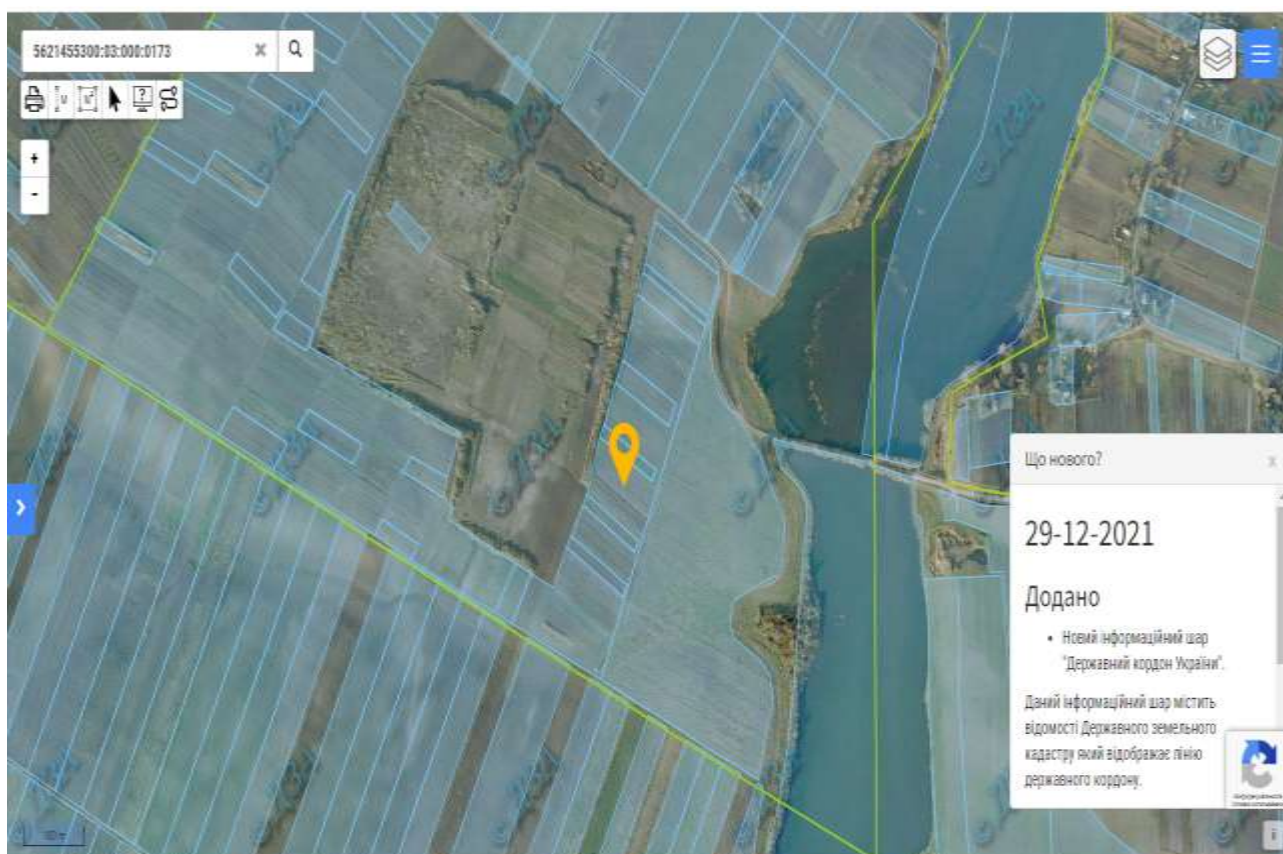 5621455300:03:000:0173
+
-
Що нового?
x
29-12-2021
Додано
• Новий інформаційний шар
"Державний кордон України".
Даний інформаційний шар містить
відомості Державного земельного
кадастру який відображає лінію
державного кордону.